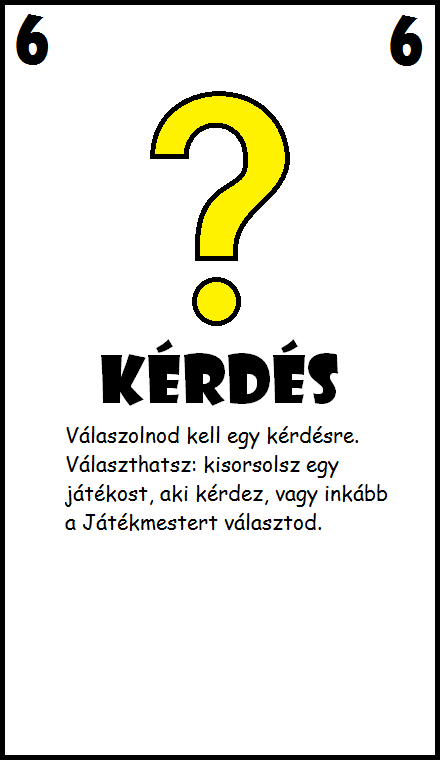 6 6
?
KÉRDÉS
Válaszolnod kell egy kérdésre.
Választhatsz: kisorsolsz egy
játékost, aki kérdez, vagy inkább
a Játékmestert választod.